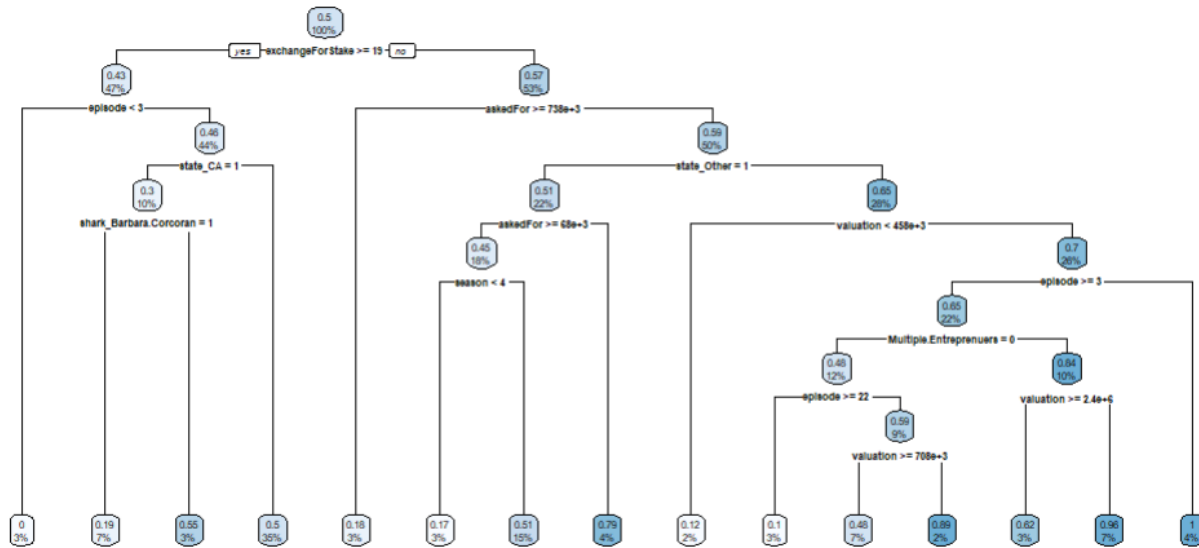 0.5
100%
yes exchangeForStake >= 19 no
0.43
47%
0.57
53%
episode < 3
askedFor >= 738e+3
0.46
44%
0.59
50%
state_CA = 1
state_Other = 1
0.3
10%
0.51
22%
0.65
28%
shark_Barbara.Corcoran = 1
askedFor >= 68e+3
valuation < 458e+3
0.45
18%
0.7
26%
season < 4
episode >= 3
0.65
22%
Multiple.Entreprenuers = 0
0.48
12%
0.84
10%
episode >= 22
valuation >= 2.4e+6
0.59
9%
valuation >= 708e+3
0 0.19 0.55 0.5 0.18 0.17 0.51 0.79 0.12 0.1 0.48 0.89 0.62 0.96 1
3% 7% 3% 35% 3% 3% 15% 4% 2% 3% 7% 2% 3% 7% 4%